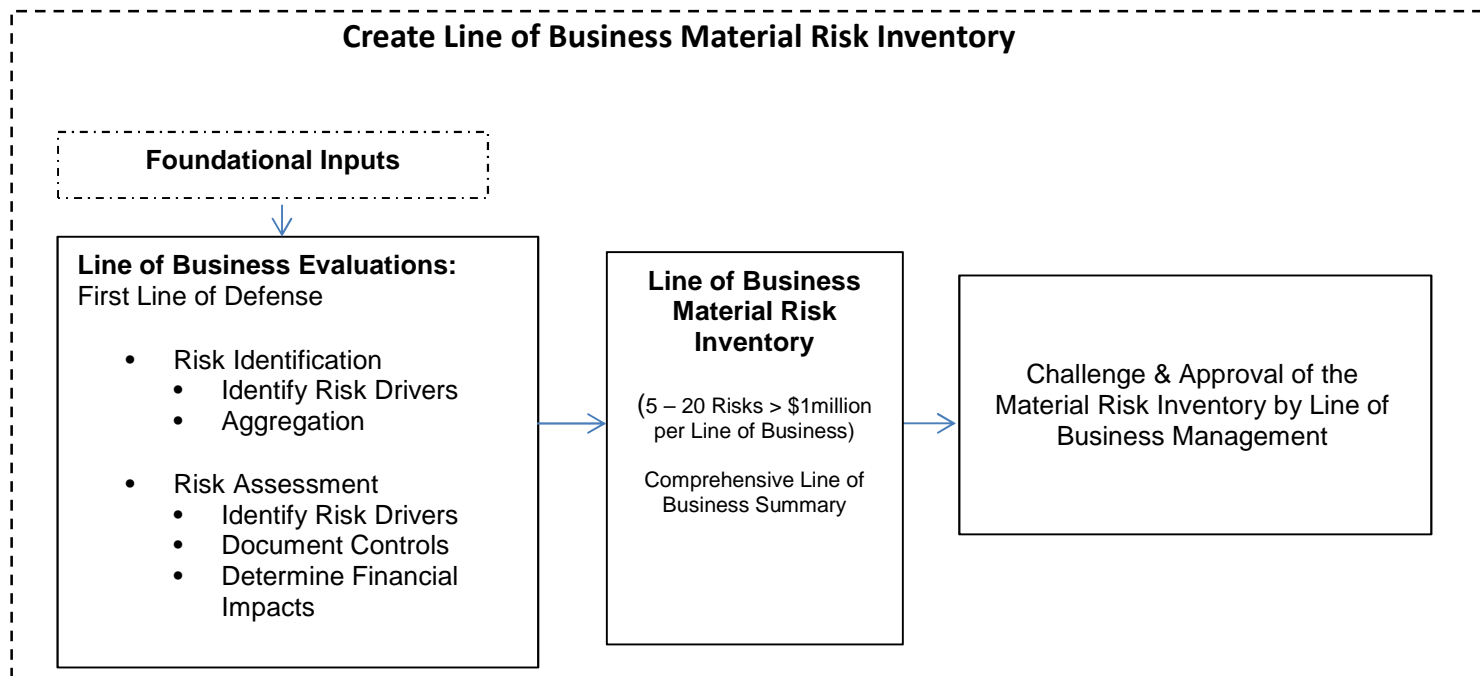 Create Line of Business Material Risk Inventory
Foundational Inputs
Line of Business Evaluations:
First Line of Defense
• Risk Identification
• Identify Risk Drivers
• Aggregation
• Risk Assessment
• Identify Risk Drivers
• Document Controls
• Determine Financial
Impacts
Line of Business
Material Risk
Inventory
(5 – 20 Risks > $1million
per Line of Business)
Comprehensive Line of
Business Summary
Challenge & Approval of the
Material Risk Inventory by Line of
Business Management